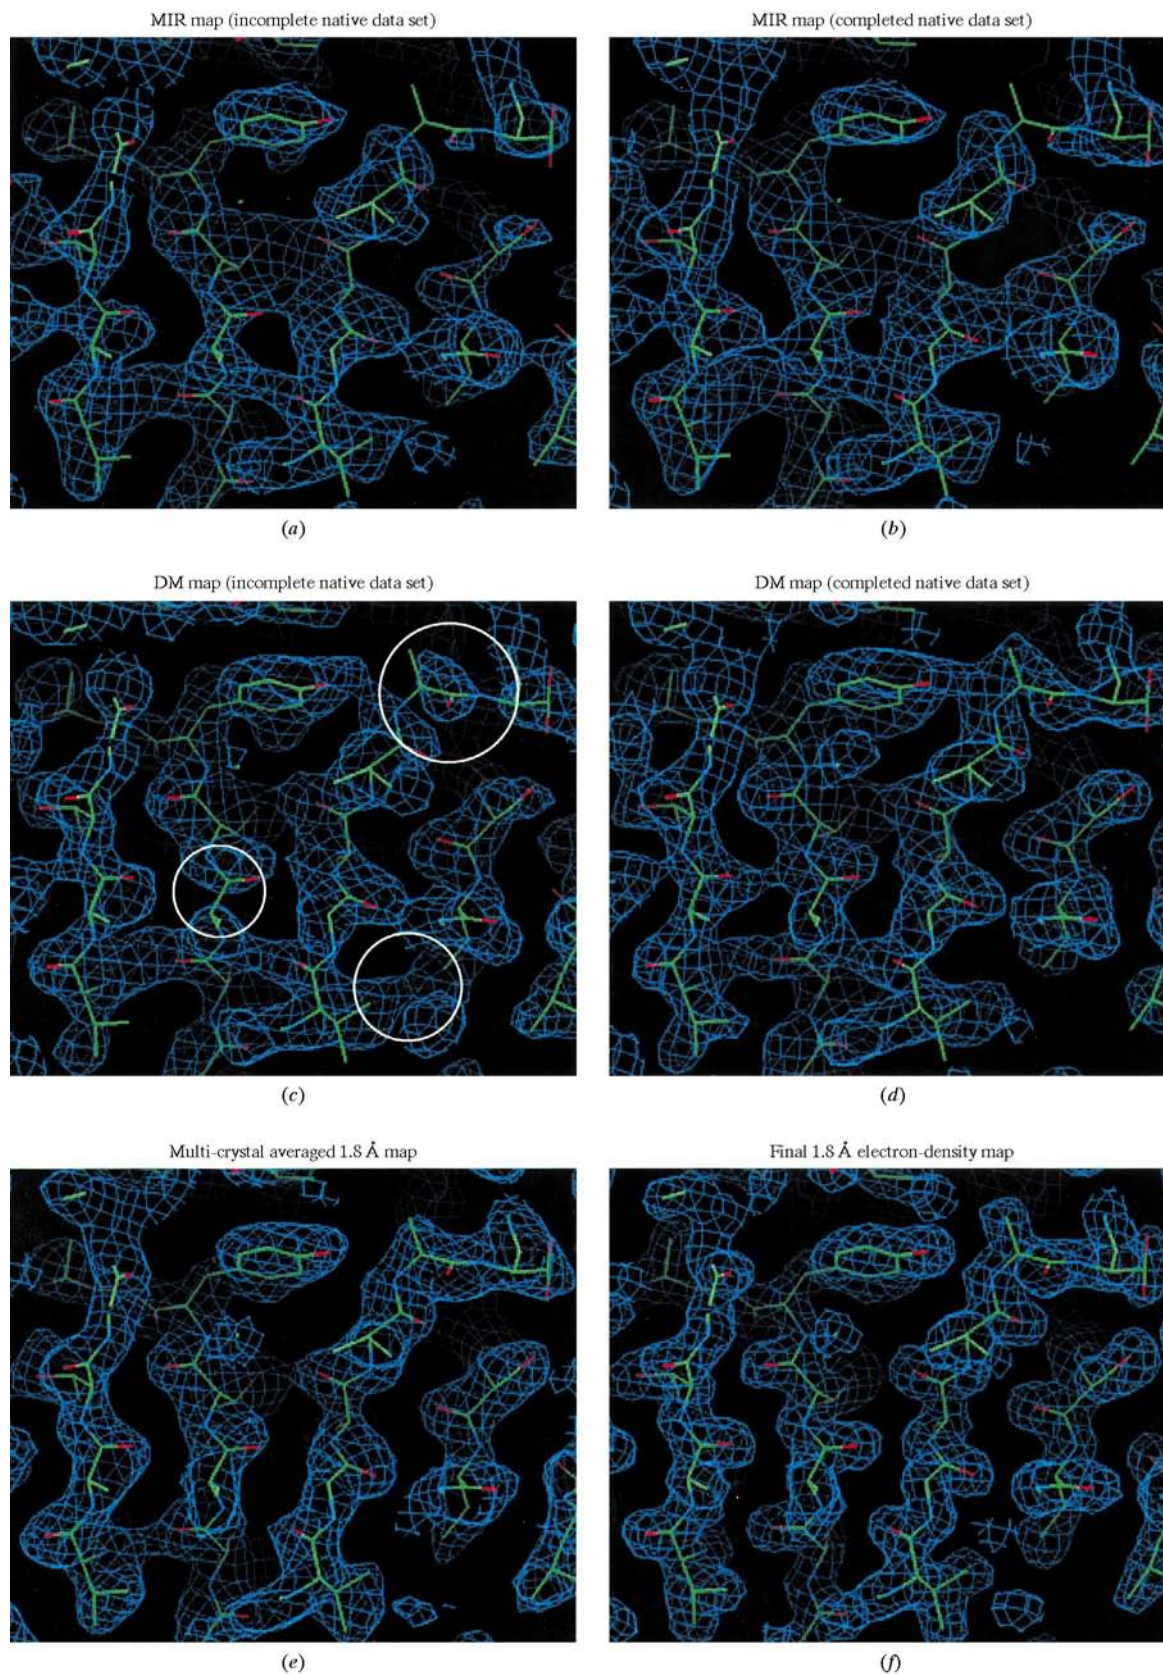 MIR map (incomplete native data set)
MIR map (completed native data set)
(a)
(b)
DM map (incomplete native data set)
DM map (completed native data set)
(c)
(d)
Multi-crystal averaged 1.8 Å map
Final 1.8 Å electron-density map
(e)
(f)